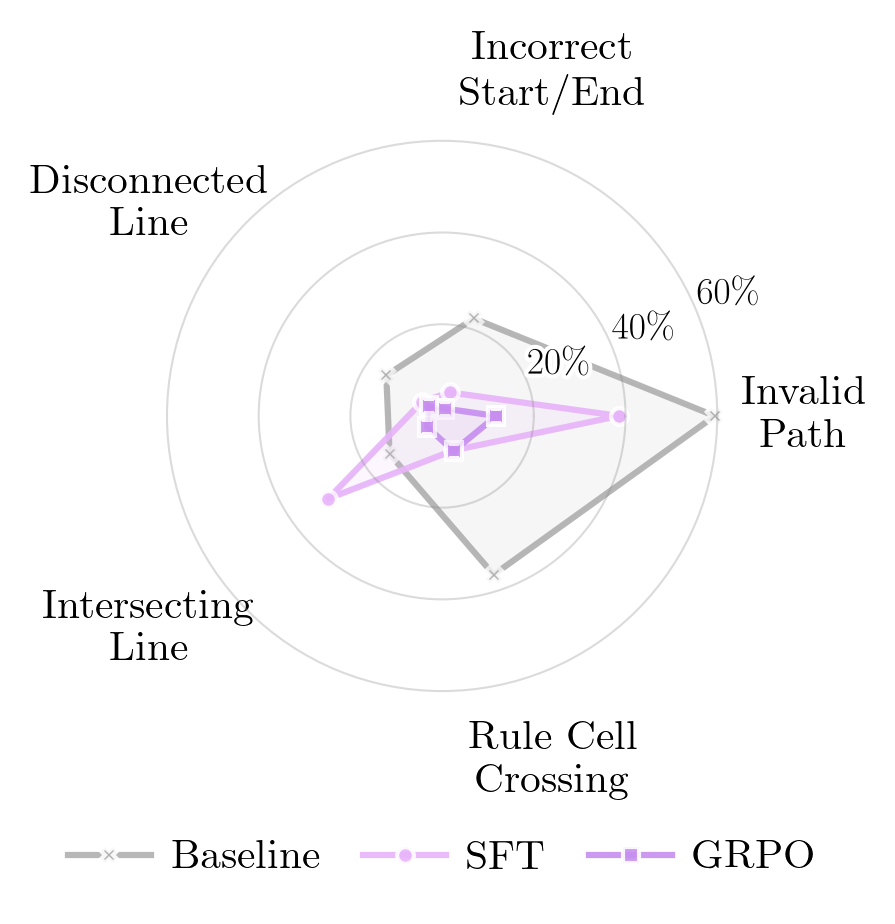 Incorrect
Start/End
Disconnected
Line
60%
40%
20%
Invalid
Path
Intersecting
Line
Rule Cell
Crossing
Baseline
SFT
GRPO